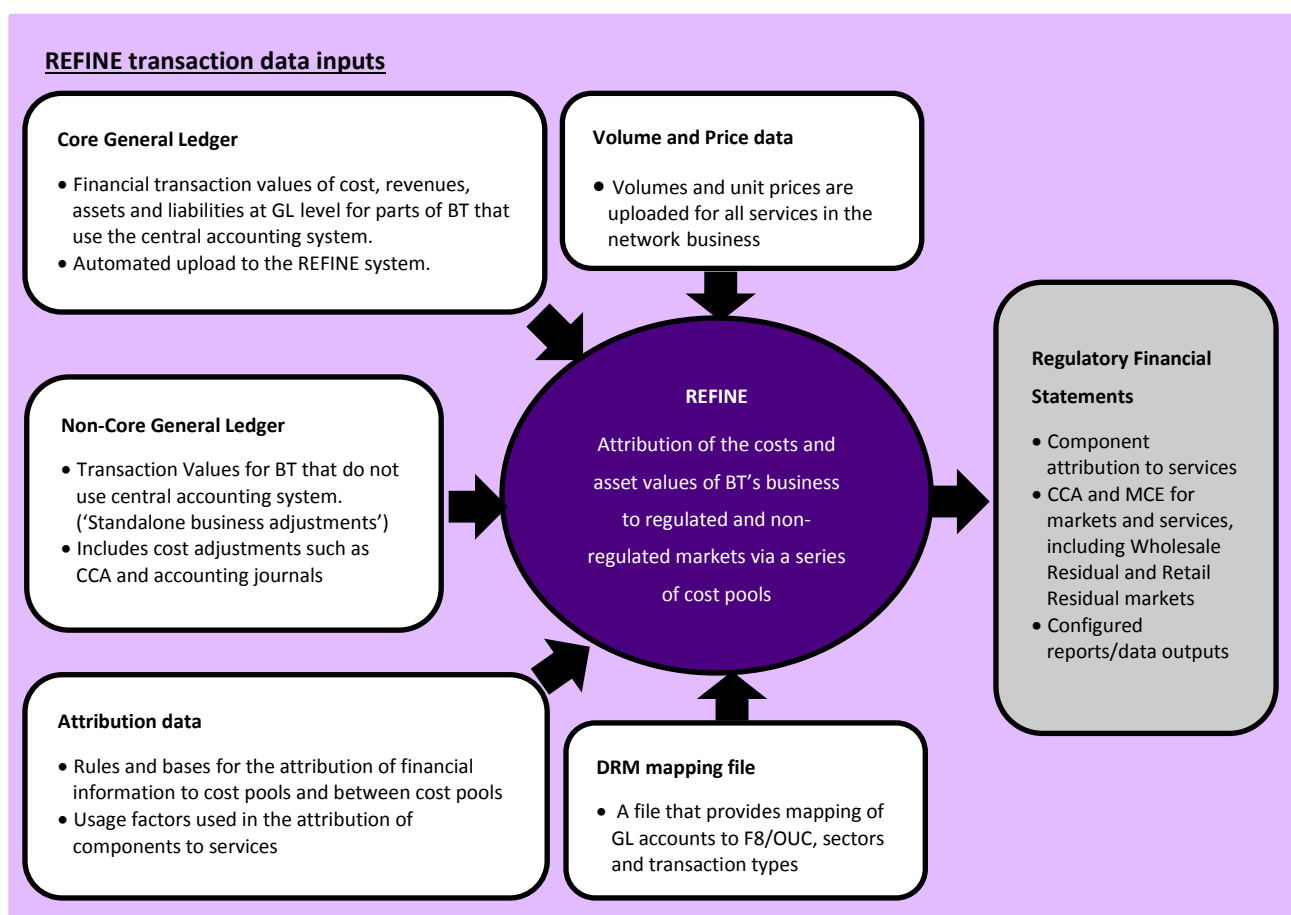 REFINE transaction data inputs
Core General Ledger
• Financial transaction values of cost, revenues,
assets and liabilities at GL level for parts of BT that
use the central accounting system.
• Automated upload to the REFINE system.
Volume and Price data
• Volumes and unit prices are
uploaded for all services in the
network business
Non-Core General Ledger
• Transaction Values for BT that do not
use central accounting system.
(‘Standalone business adjustments’)
• Includes cost adjustments such as
CCA and accounting journals
REFINE
Attribution of the costs and
asset values of BT’s business
to regulated and non-
regulated markets via a series
of cost pools
Regulatory Financial
Statements
• Component
attribution to services
• CCA and MCE for
markets and services,
including Wholesale
Residual and Retail
Residual markets
• Configured
reports/data outputs
Attribution data
• Rules and bases for the attribution of financial
information to cost pools and between cost pools
• Usage factors used in the attribution of
components to services
DRM mapping file
• A file that provides mapping of
GL accounts to F8/OUC, sectors
and transaction types